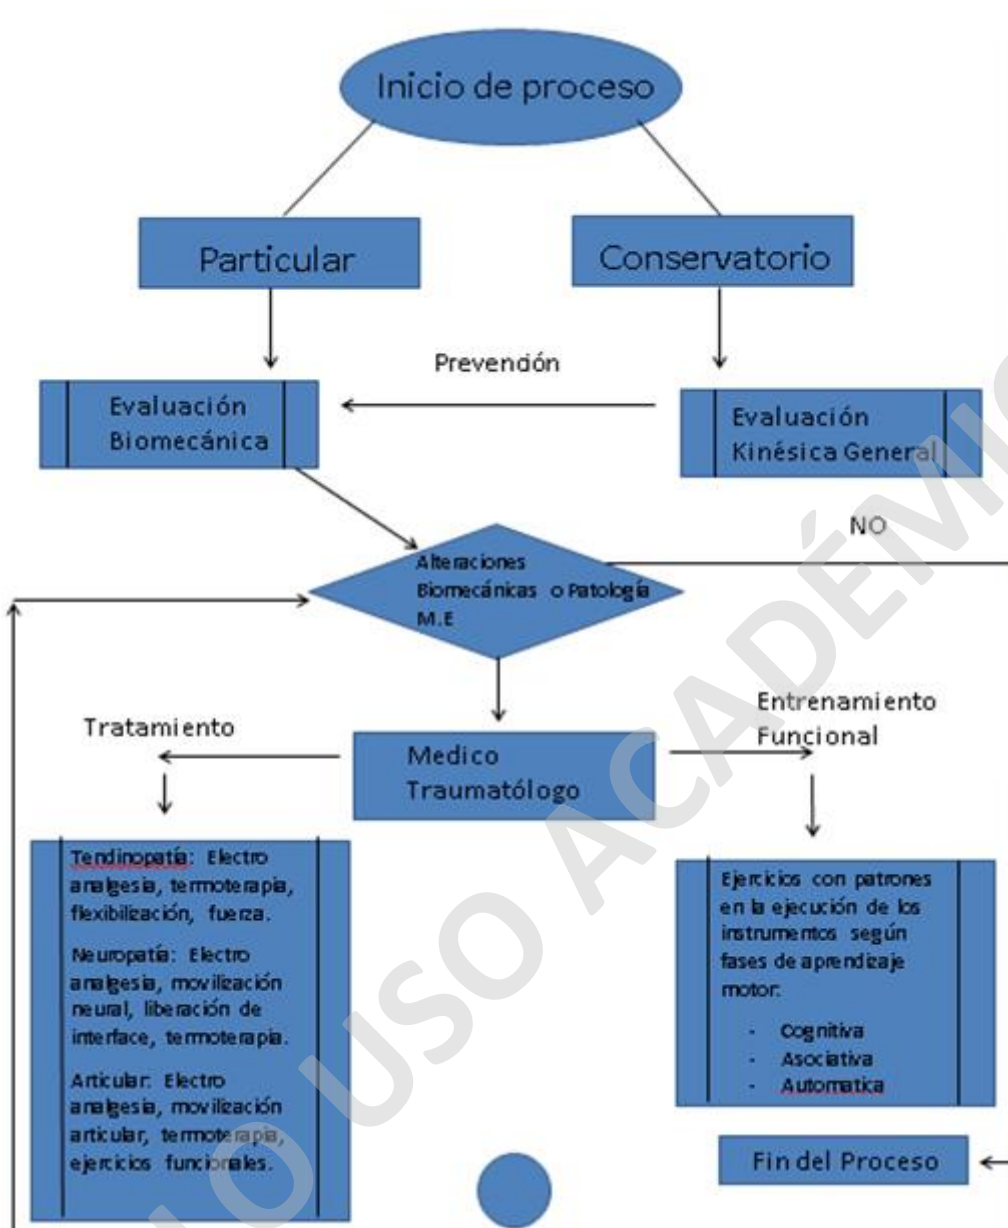 Inicio de proceso
Particular
Conservatorio
Prevención
Evaluación
Biomecánica
Evaluación
Kinésica General
NO
Alteraciones
Biomecánicas o Patología
M.E
Tratamiento
Entrenamiento
Funcional
Medico
Traumatólogo
Tendinopatía: Electro
analgesia, termoterapia,
flexibilización, fuerza.
Neuropatía: Electro
analgesia, movilización
neural, liberación de
interface, termoterapia.
Articular: Electro
analgesia, movilización
articular, termoterapia,
ejercicios funcionales.
Ejercicios con patrones
en la ejecución de los
instrumentos según
fases de aprendizaje
motor:
- Cognitiva
- Asociativa
- Automatica
Fin del Proceso
USO ACADÉMIC